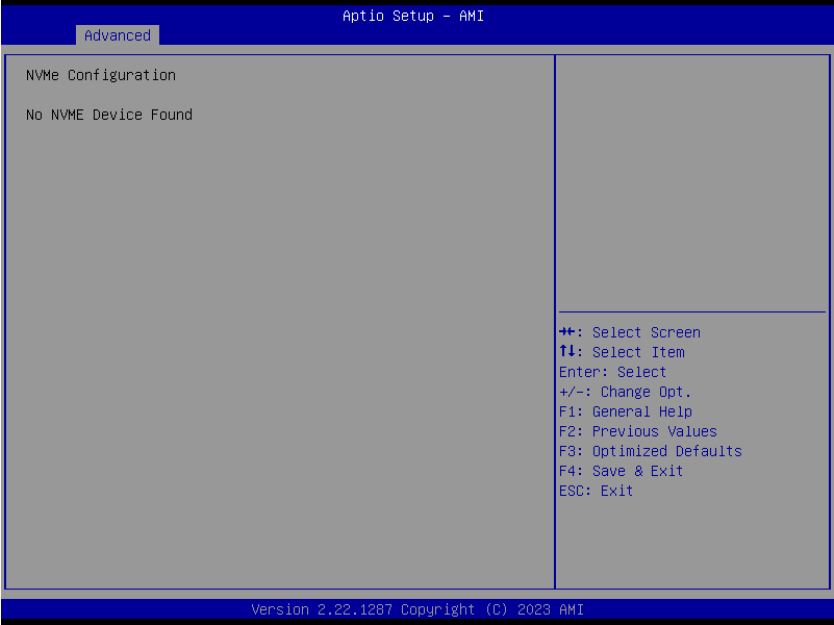 Aptio Setup – AMI
Advanced
NVMe Configuration
No NVME Device Found
→←: Select Screen
↑↓: Select Item
Enter: Select
+/-: Change Opt.
F1: General Help
F2: Previous Values
F3: Optimized Defaults
F4: Save & Exit
ESC: Exit
Version 2.22.1287 Copyright (C) 2023 AMI